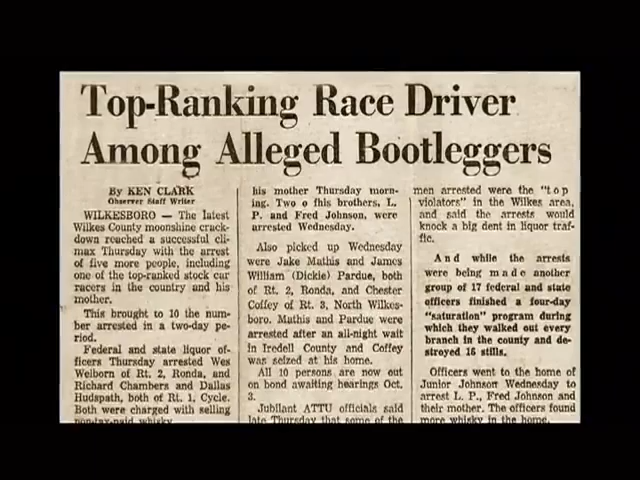 Top-Ranking Race Driver
Among Alleged Bootleggers
By KEN CLARK
Observer Staff Writer
WILKESBORO — The latest
Wilkes County moonshine crack-
down reached a successful cli-
max Thursday with the arrest
of five more people, including
one of the top-ranked stock car
racers in the country and his
mother.
This brought to 10 the num-
ber arrested in a two-day pe-
riod.
Federal and state liquor of-
ficers Thursday arrested Wes
Welborn of Rt. 2, Ronda, and
Richard Chambers and Dallas
Hudspath, both of Rt. 1, Cycle.
Both were charged with selling
non-tax-paid whisky
his mother Thursday morn-
ing. Two o fhis brothers, L.
P. and Fred Johnson, were
arrested Wednesday.
Also picked up Wednesday
were Jake Mathis and James
William (Dickie) Pardue, both
of Rt. 2, Ronda, and Chester
Coffey of Rt. 3, North Wilkes-
boro. Mathis and Pardue were
arrested after an all-night wait
in Iredell County and Coffey
was seized at his home.
All 10 persons are now out
on bond awaiting hearings Oct.
3.
Jubilant ATTU officials said
late Thursday that some of the
men arrested were the "top
violators" in the Wilkes area,
and said the arrests would
knock a big dent in liquor traf-
fic.
And while the arrests
were being made another
group of 17 federal and state
officers finished a four-day
"saturation" program during
which they walked out every
branch in the county and de-
stroyed 16 stills.
Officers went to the home of
Junior Johnson Wednesday to
arrest L. P., Fred Johnson and
their mother. The officers found
more whisky in the home.